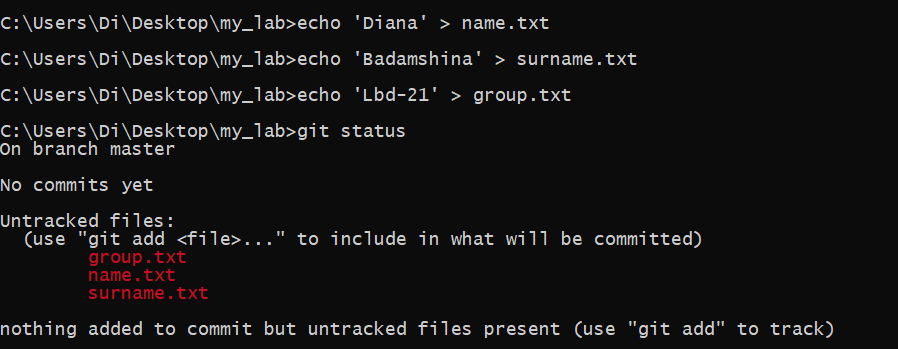 C:\Users\Di\Desktop\my_lab>echo 'Diana' > name.txt
C:\Users\Di\Desktop\my_lab>echo 'Badamshina' > surname.txt
C:\Users\Di\Desktop\my_lab>echo 'Lbd-21' > group.txt
C:\Users\Di\Desktop\my_lab>git status
On branch master
No commits yet
Untracked files:
  (use "git add <file>..." to include in what will be committed)
        group.txt
        name.txt
        surname.txt
nothing added to commit but untracked files present (use "git add" to track)